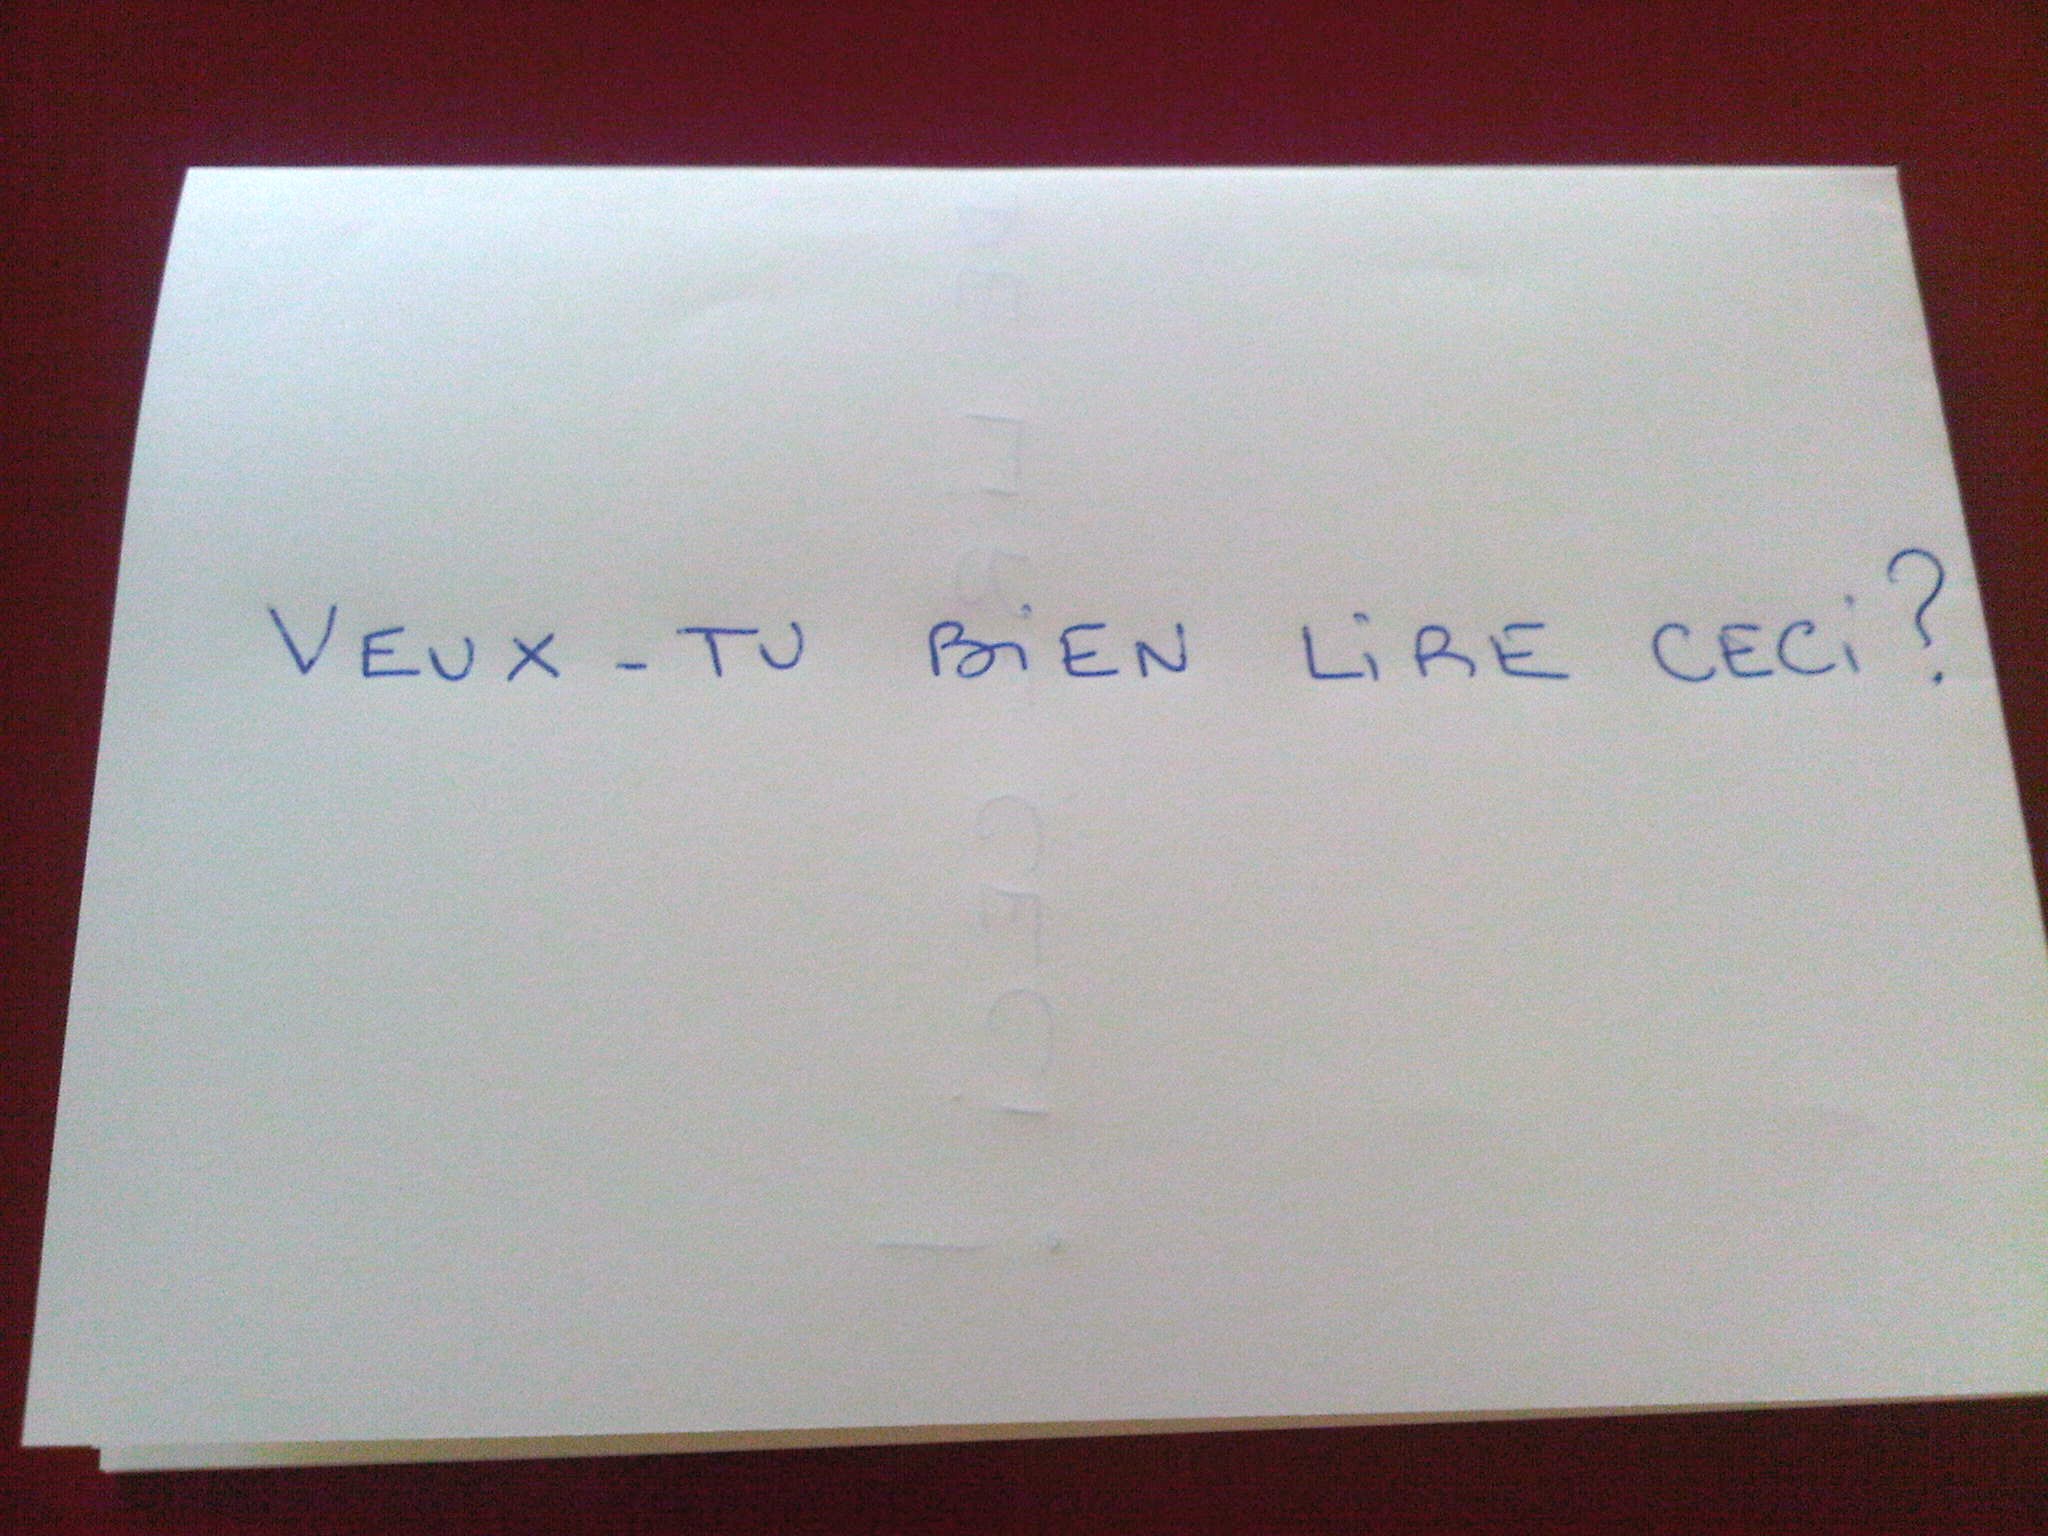 VEUX-TU BiEN LiRE CECi?